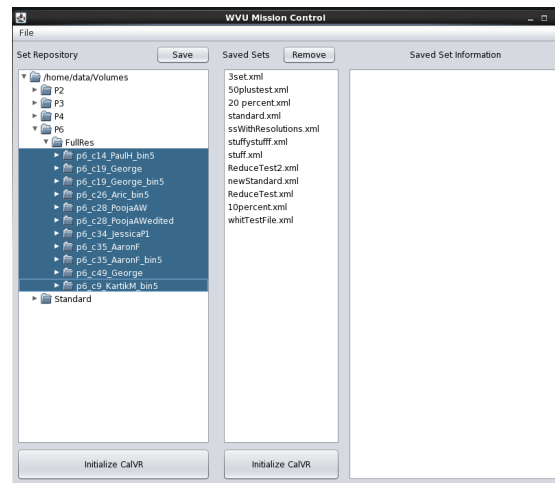 WVU Mission Control
File
Set Repository
Save
Saved Sets
Remove
Saved Set Information
/home/data/Volumes
P2
P3
P4
P6
FullRes
p6_c14_PaulH_bin5
p6_c19_George
p6_c19_George_bin5
p6_c26_Aric_bin5
p6_c28_PoojaAW
p6_c28_PoojaAWedited
p6_c34_JessicaP1
p6_c35_AaronF
p6_c35_AaronF_bin5
p6_c49_George
p6_c9_KartikM_bin5
Standard
3set.xml
50plustest.xml
20 percent.xml
standard.xml
ssWithResolutions.xml
stuffystufff.xml
stuff.xml
ReduceTest2.xml
newStandard.xml
ReduceTest.xml
10percent.xml
whitTestFile.xml
Initialize CalVR
Initialize CalVR